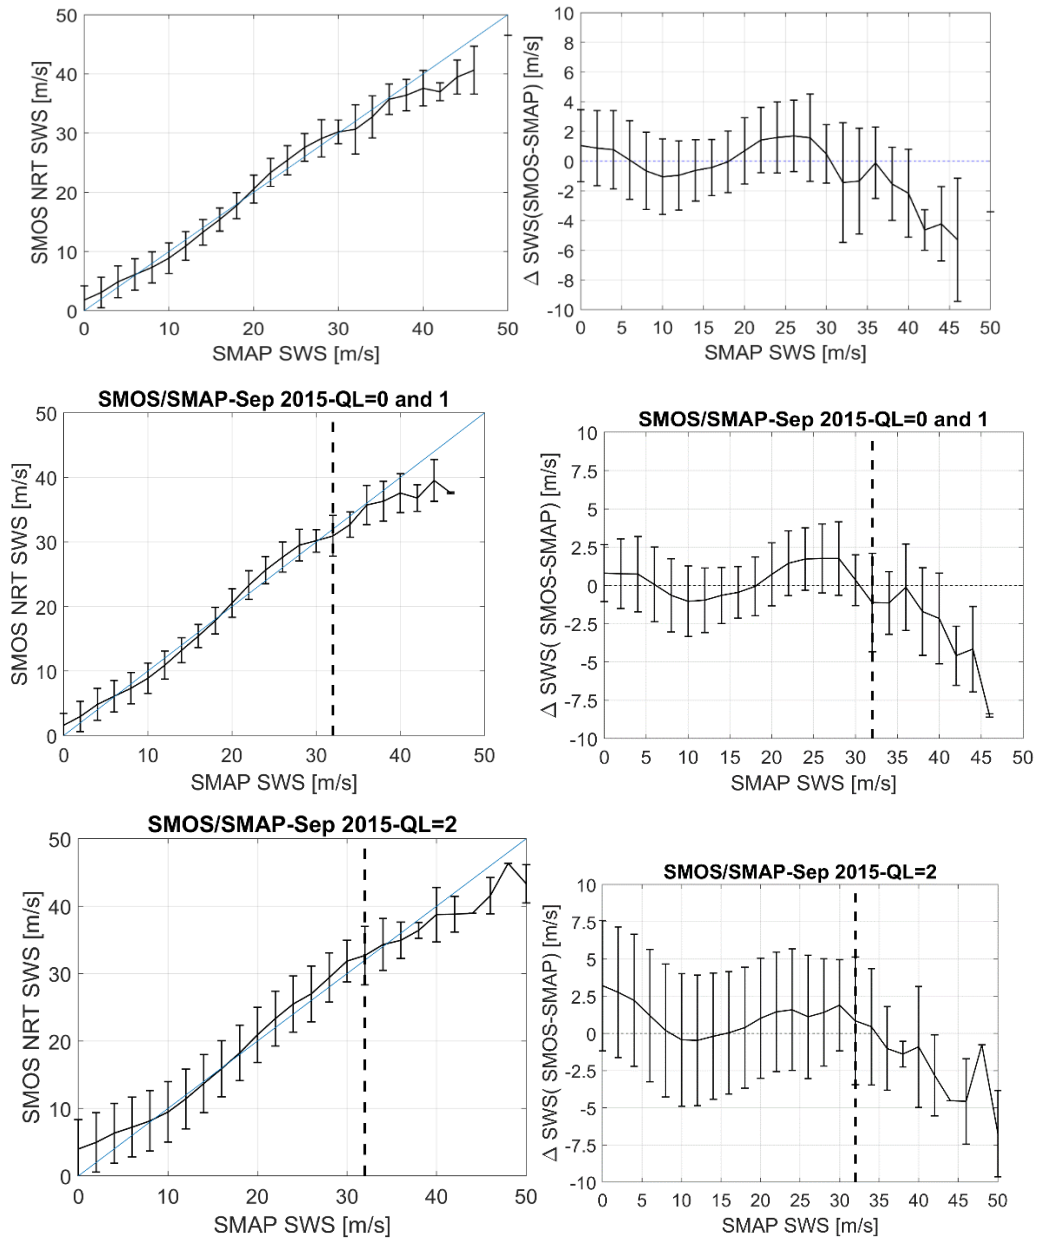 50
40
30
20
10
0
SMOS NRT SWS [m/s]
0 10 20 30 40 50
SMAP SWS [m/s]
10
8
6
4
2
0
-2
-4
-6
-8
-10
Δ SWS(SMOS-SMAP) [m/s]
0 5 10 15 20 25 30 35 40 45 50
SMAP SWS [m/s]
SMOS/SMAP-Sep 2015-QL=0 and 1
50
40
30
20
10
0
SMOS NRT SWS [m/s]
0 10 20 30 40 50
SMAP SWS [m/s]
SMOS/SMAP-Sep 2015-QL=0 and 1
10
7.5
5
2.5
0
-2.5
-5
-7.5
-10
Δ SWS( SMOS-SMAP) [m/s]
0 5 10 15 20 25 30 35 40 45 50
SMAP SWS [m/s]
SMOS/SMAP-Sep 2015-QL=2
50
40
30
20
10
0
SMOS NRT SWS [m/s]
0 10 20 30 40 50
SMAP SWS [m/s]
SMOS/SMAP-Sep 2015-QL=2
10
7.5
5
2.5
0
-2.5
-5
-7.5
-10
Δ SWS( SMOS-SMAP) [m/s]
0 5 10 15 20 25 30 35 40 45 50
SMAP SWS [m/s]